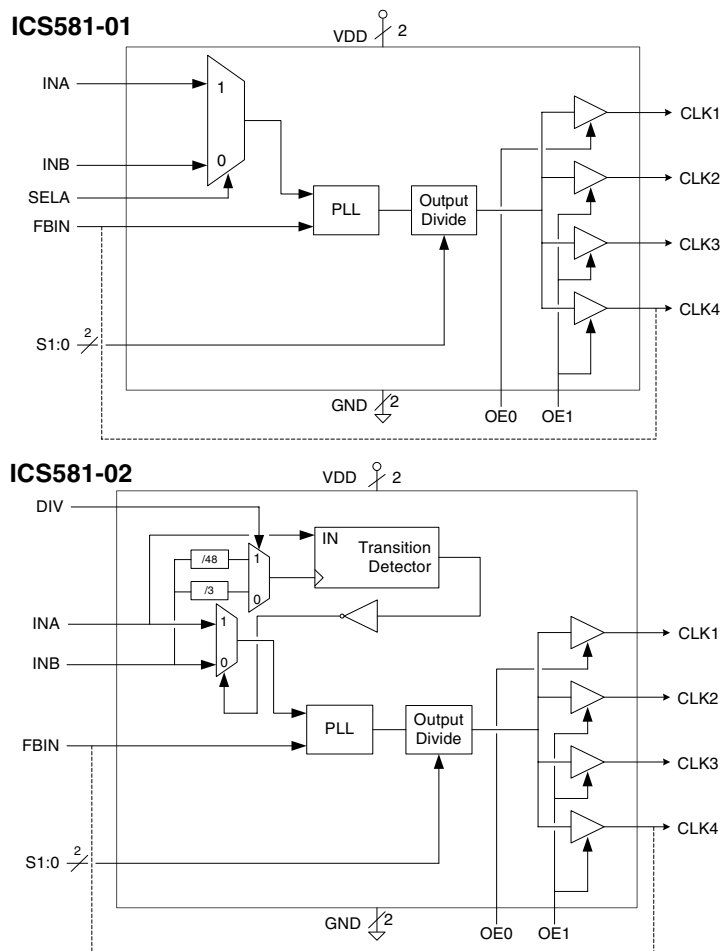 ICS581-01
VDD
2
INA
1
CLK1
INB
0
SELA
CLK2
FBIN
PLL
Output
Divide
CLK3
CLK4
2
S1:0
GND
2
OE0
OE1
ICS581-02
VDD
2
DIV
IN
Transition
Detector
/48
1
/3
0
INA
1
CLK1
INB
0
CLK2
PLL
Output
Divide
FBIN
CLK3
CLK4
2
S1:0
GND
2
OE0
OE1